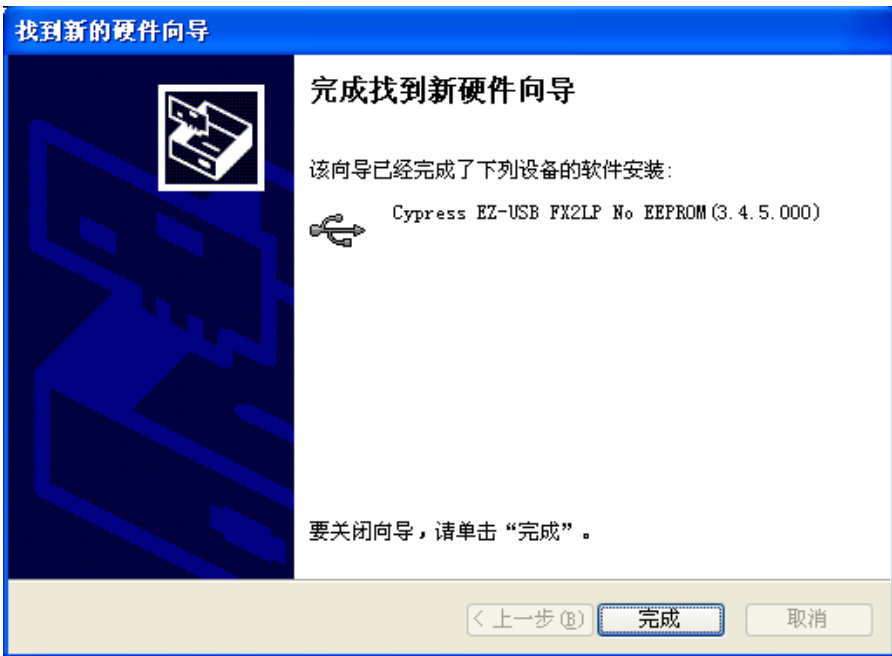 找到新的硬件向导
完成找到新硬件向导
该向导已经完成了下列设备的软件安装:
Cypress EZ-USB FX2LP No EEPROM(3.4.5.000)
要关闭向导，请单击“完成”。
< 上一步(B)
完成
取消